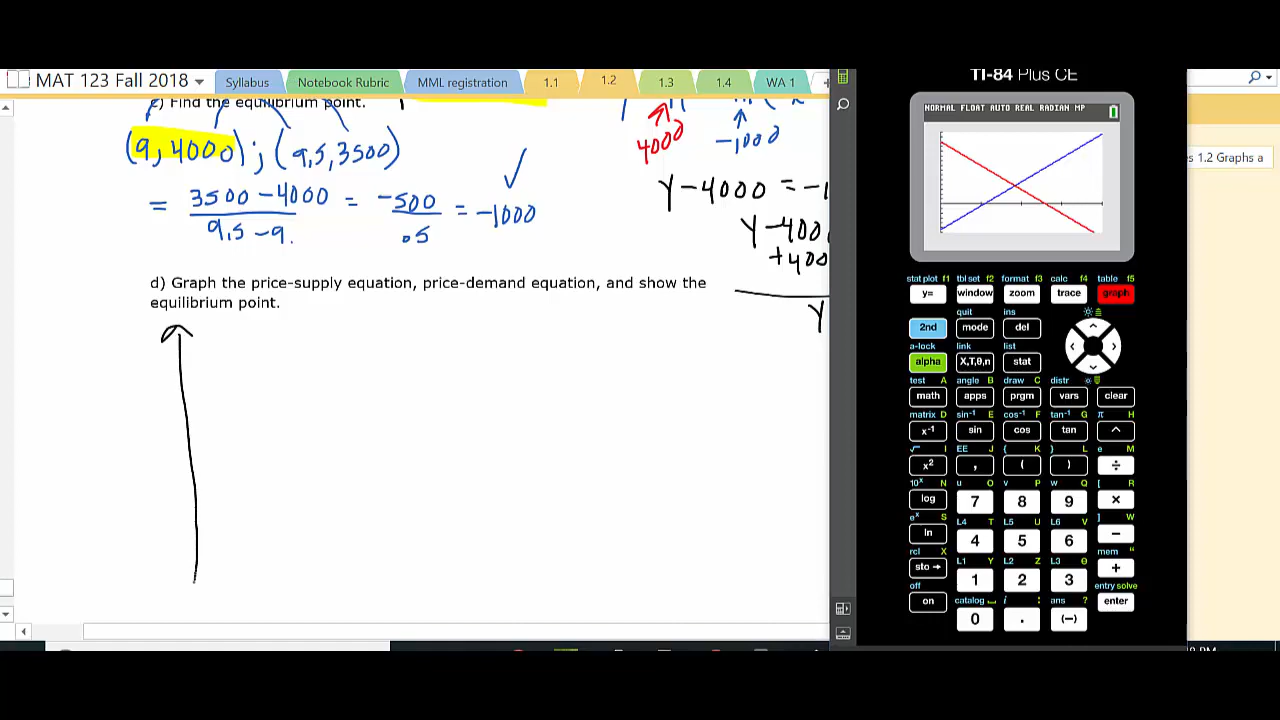 MAT 123 Fall 2018 Syllabus Notebook Rubric MML registration 1.1 1.2 1.3 1.4 WA 1 +
c) Find the equilibrium point.
(9, 4000); (9.5, 3500)
= 3500 - 4000 / 9.5 - 9. = -500 / .5 = -1000 ✓
4000 -1000
y - 4000 = -1
y - 400
+400
y
d) Graph the price-supply equation, price-demand equation, and show the
equilibrium point.
TI-84 Plus CE
NORMAL FLOAT AUTO REAL RADIAN MP
stat plot f1 tbl set f2 format f3 calc f4 table f5
y= window zoom trace graph
quit ins
2nd mode del
a-lock link list
alpha X,T,θ,n stat
test A angle B draw C distr
math apps prgm vars clear
matrix D sin⁻¹ E cos⁻¹ F tan⁻¹ G π H
x⁻¹ sin cos tan ^
√ I EE J { K } L e M
x² , ( ) ÷
10ˣ N u O v P w Q [ R
log 7 8 9 ×
eˣ S L4 T L5 U L6 V ] W
ln 4 5 6 −
rcl X L1 Y L2 Z L3 θ mem "
sto → 1 2 3 +
off catalog i : ans ? entry solve
on 0 . (−) enter
es 1.2 Graphs a